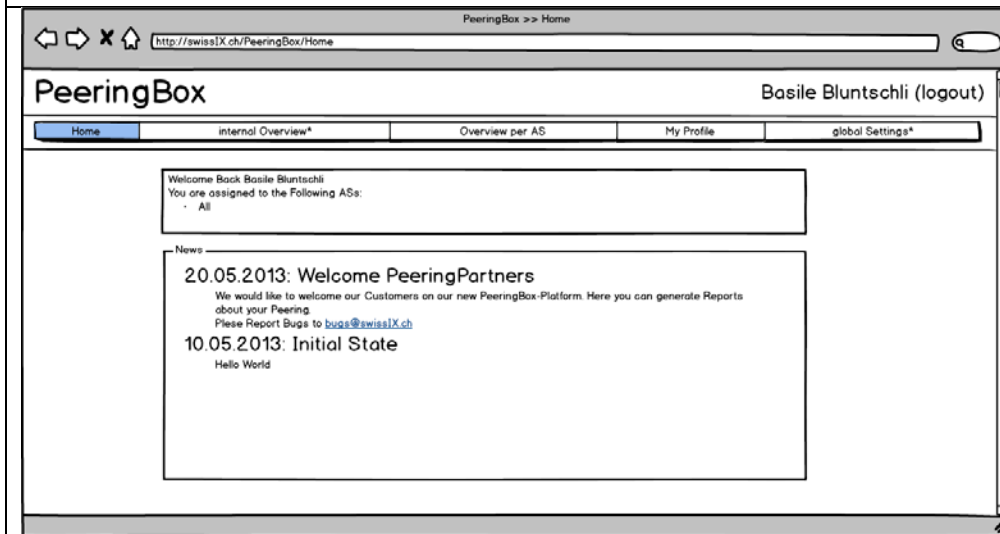 PeeringBox >> Home
http://swissIX.ch/PeeringBox/Home
PeeringBox
Basile Bluntschli (logout)
Home
internal Overview*
Overview per AS
My Profile
global Settings*
Welcome Back Basile Bluntschli
You are assigned to the Following ASs:
· All
News
20.05.2013: Welcome PeeringPartners
We would like to welcome our Customers on our new PeeringBox-Platform. Here you can generate Reports
about your Peering.
Plese Report Bugs to bugs@swissIX.ch
10.05.2013: Initial State
Hello World